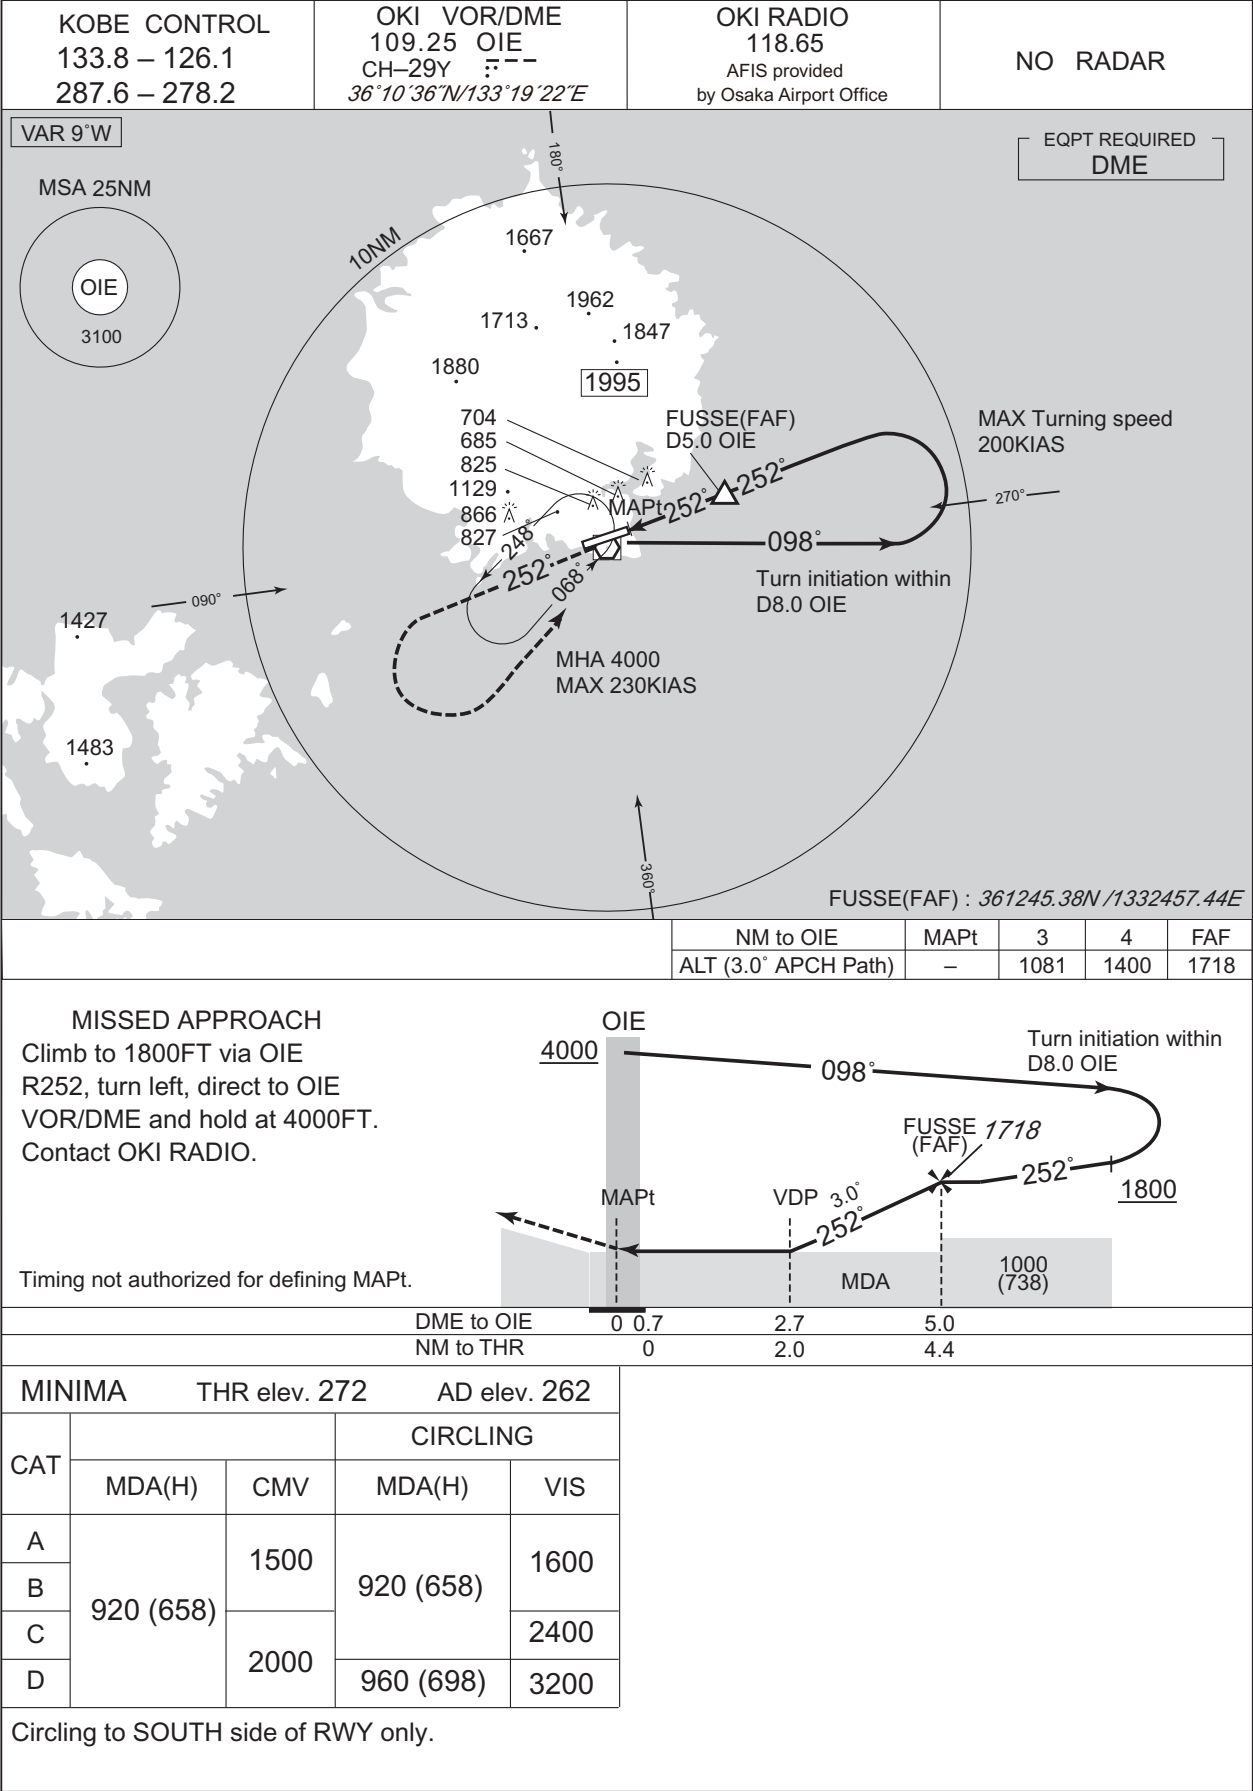 KOBE CONTROL
133.8 – 126.1
287.6 – 278.2
OKI VOR/DME
109.25 OIE
CH–29Y
36˚10´36˝N/133˚19´22˝E
OKI RADIO
118.65
AFIS provided
by Osaka Airport Office
NO RADAR
VAR 9˚W
EQPT REQUIRED
DME
MSA 25NM
OIE
3100
180˚
10NM
1667
1962
1713
1847
1880
1995
704
685
825
1129
866
827
FUSSE(FAF)
D5.0 OIE
MAX Turning speed
200KIAS
252˚
252˚
MAPt
270˚
248˚
098˚
252˚
068˚
Turn initiation within
D8.0 OIE
090˚
1427
MHA 4000
MAX 230KIAS
1483
360˚
FUSSE(FAF) : 361245.38N /1332457.44E
NM to OIE MAPt 3 4 FAF
ALT (3.0˚ APCH Path) – 1081 1400 1718
MISSED APPROACH
Climb to 1800FT via OIE
R252, turn left, direct to OIE
VOR/DME and hold at 4000FT.
Contact OKI RADIO.
OIE
4000
098˚
Turn initiation within
D8.0 OIE
FUSSE
(FAF)
1718
252˚
1800
MAPt
VDP
3.0˚
252˚
Timing not authorized for defining MAPt.
MDA
1000
(738)
DME to OIE 0 0.7 2.7 5.0
NM to THR 0 2.0 4.4
MINIMA THR elev. 272 AD elev. 262
CAT
CIRCLING
MDA(H) CMV MDA(H) VIS
A
B
C
D
920 (658)
1500
2000
920 (658)
960 (698)
1600
2400
3200
Circling to SOUTH side of RWY only.